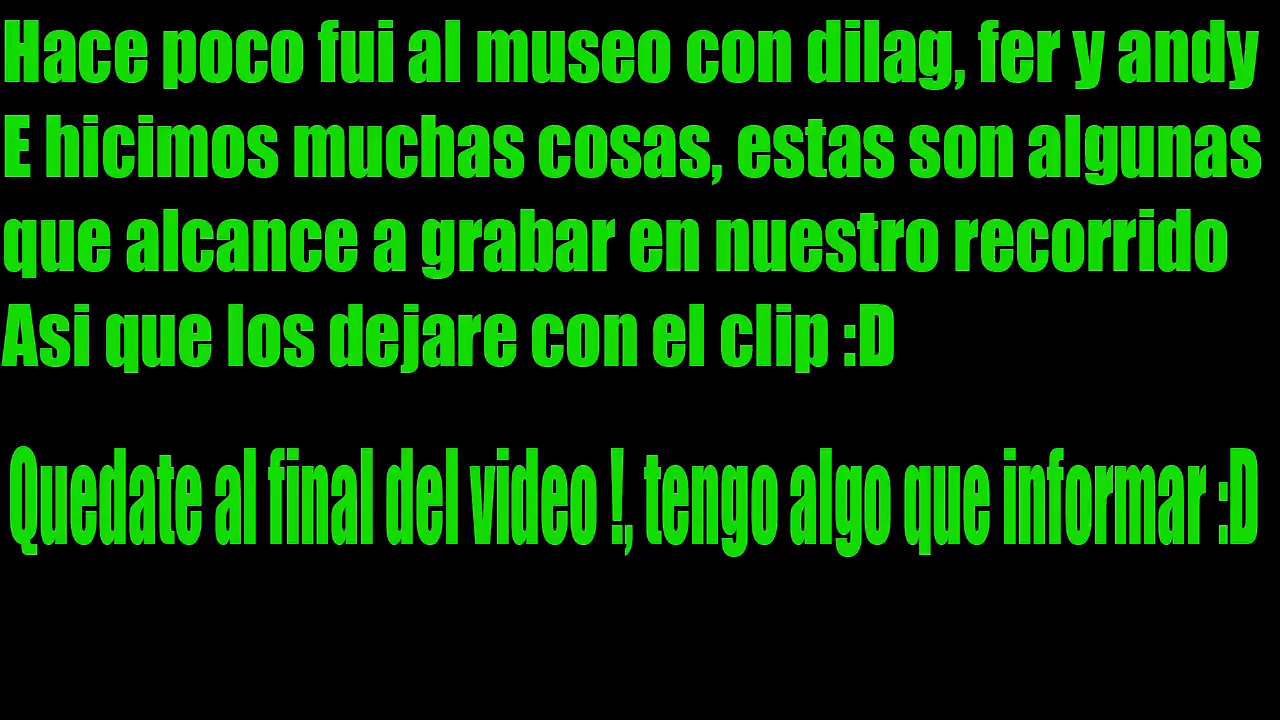 Hace poco fui al museo con dilag, fer y andy
E hicimos muchas cosas, estas son algunas
que alcance a grabar en nuestro recorrido
Asi que los dejare con el clip :D
Quedate al final del video !, tengo algo que informar :D